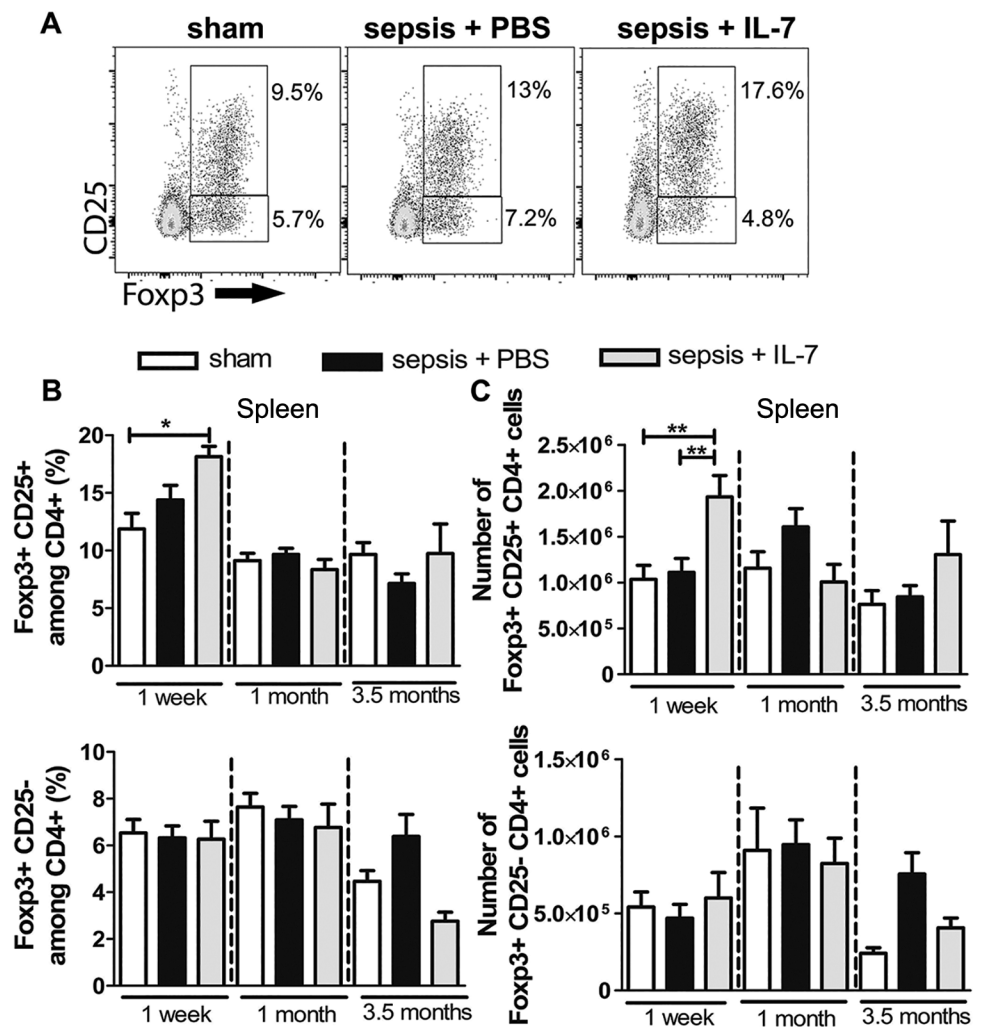 A
sham
sepsis + PBS
sepsis + IL-7
9.5%
13%
17.6%
5.7%
7.2%
4.8%
CD25
Foxp3
sham
sepsis + PBS
sepsis + IL-7
B
Spleen
Foxp3+ CD25+
among CD4+ (%)
20
15
10
5
0
*
1 week
1 month
3.5 months
C
Spleen
Number of
Foxp3+ CD25+ CD4+ cells
2.5×10⁶
2.0×10⁶
1.5×10⁶
1.0×10⁶
5.0×10⁵
0
**
**
1 week
1 month
3.5 months
Foxp3+ CD25-
among CD4+ (%)
10
8
6
4
2
0
1 week
1 month
3.5 months
Number of
Foxp3+ CD25- CD4+ cells
1.5×10⁶
1.0×10⁶
5.0×10⁵
0
1 week
1 month
3.5 months